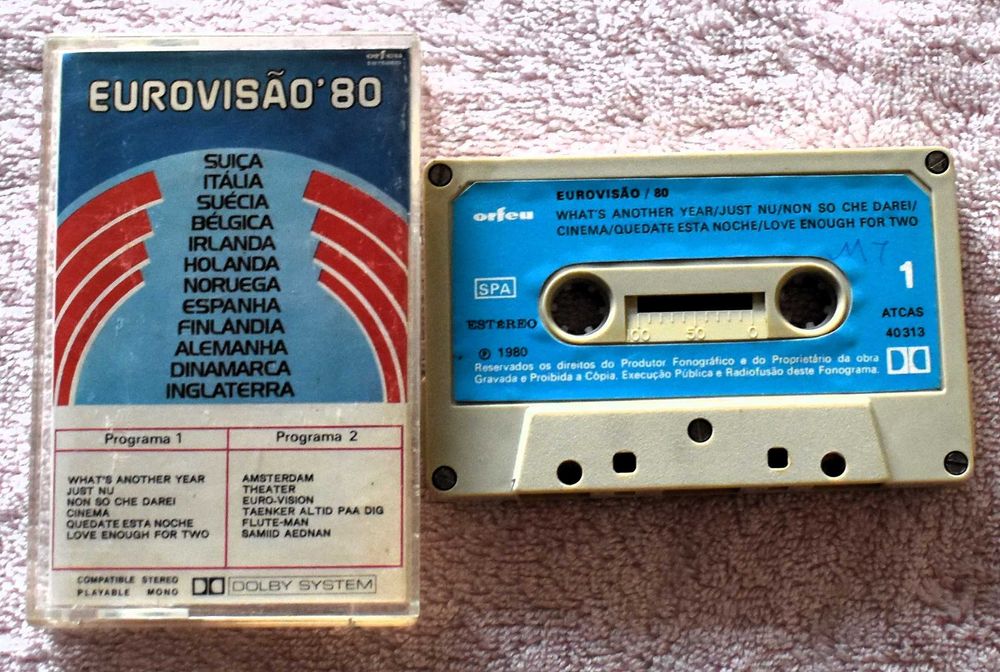 orfeu
EUROVISÃO'80
SUIÇA
ITÁLIA
SUÉCIA
BÉLGICA
IRLANDA
HOLANDA
NORUEGA
ESPANHA
FINLANDIA
ALEMANHA
DINAMARCA
INGLATERRA
Programa 1
WHAT'S ANOTHER YEAR
JUST NU
NON SO CHE DAREI
CINEMA
QUEDATE ESTA NOCHE
LOVE ENOUGH FOR TWO
Programa 2
AMSTERDAM
THEATER
EURO-VISION
TAENKER ALTID PAA DIG
FLUTE-MAN
SAMIID AEDNAN
COMPATIBLE STEREO
PLAYABLE MONO
DOLBY SYSTEM
EUROVISÃO / 80
orfeu
WHAT'S ANOTHER YEAR/JUST NU/NON SO CHE DAREI/
CINEMA/QUEDATE ESTA NOCHE/LOVE ENOUGH FOR TWO
M7
1
SPA
ESTÉREO
50 0
ATCAS
40 313
℗ 1980
Reservados os direitos do Produtor Fonográfico e do Proprietário da obra
Gravada e Proibida a Cópia. Execução Pública e Radiofusão deste Fonograma.